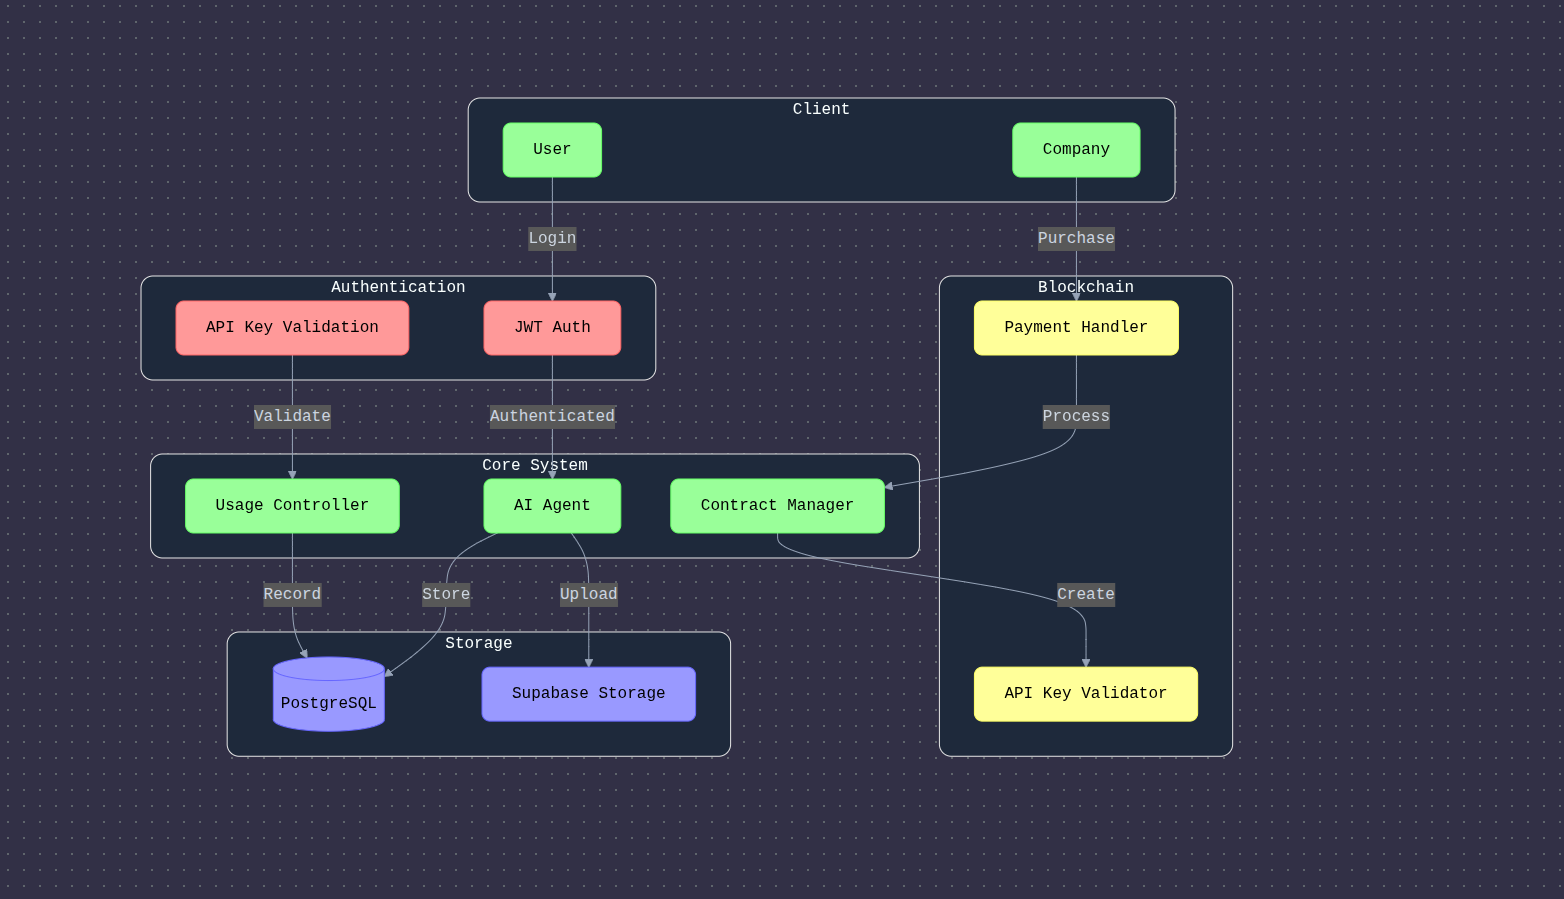 Client
User
Company
Login
Purchase
Authentication
Blockchain
API Key Validation
JWT Auth
Payment Handler
Validate
Authenticated
Process
Core System
Usage Controller
AI Agent
Contract Manager
Record
Store
Upload
Create
Storage
PostgreSQL
Supabase Storage
API Key Validator